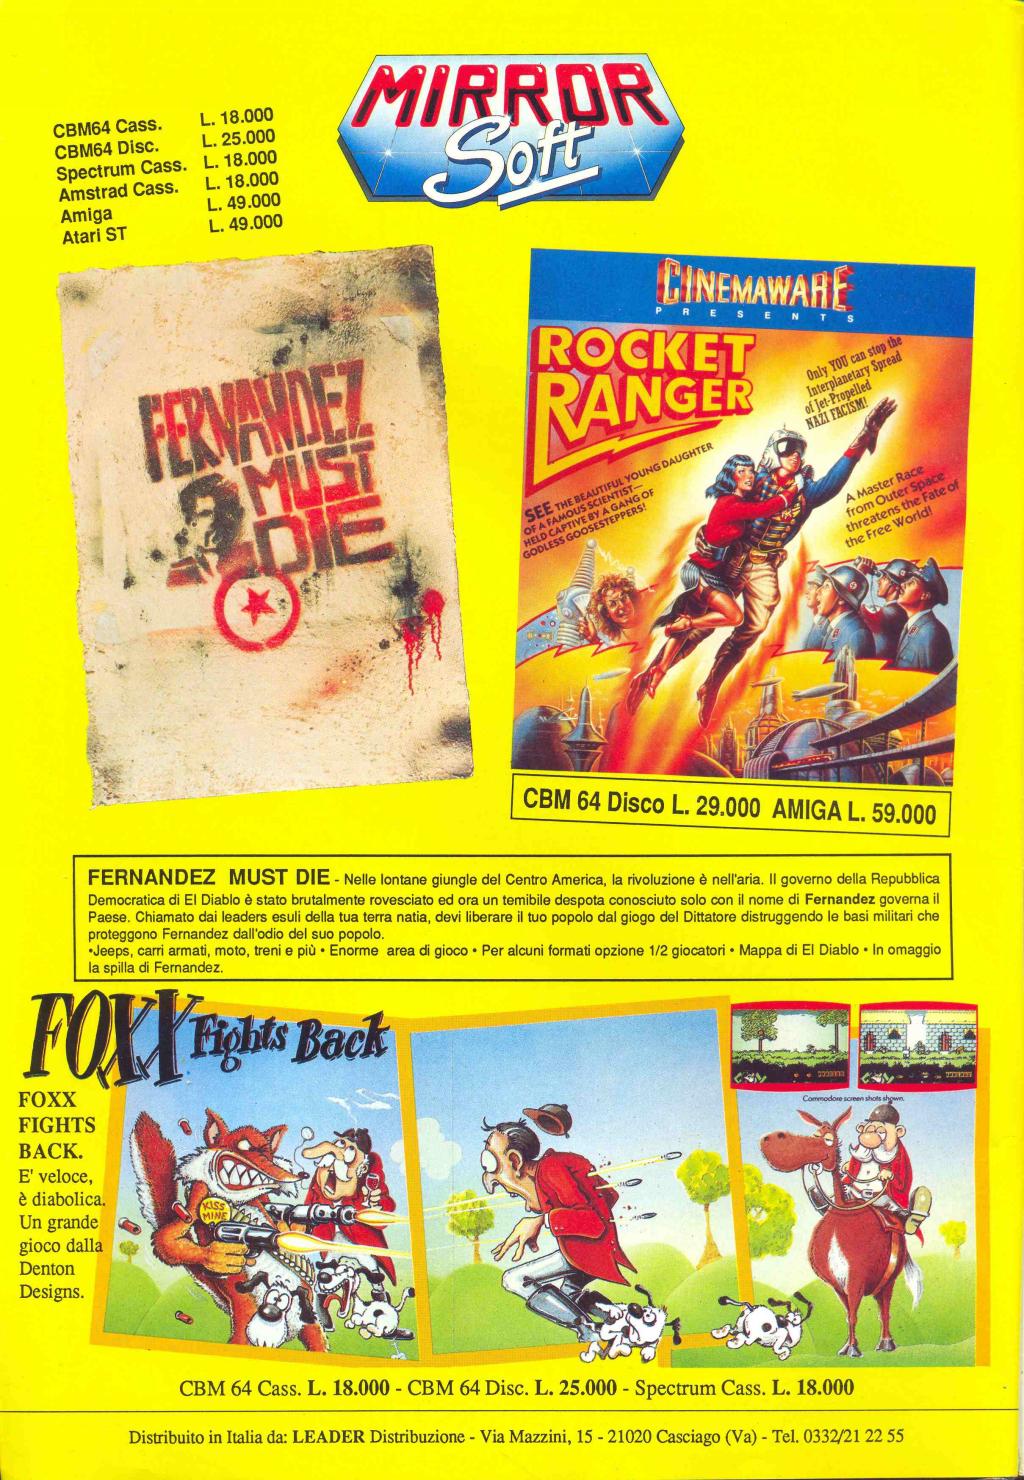 MIRROR
Soft
CBM64 Cass. L. 18.000
CBM64 Disc. L. 25.000
Spectrum Cass. L. 18.000
Amstrad Cass. L. 18.000
Amiga L. 49.000
Atari ST L. 49.000
FERNANDEZ
MUST
DIE
CINEMAWARE
PRESENTS
ROCKET
RANGER
Only YOU can stop the
Interplanetary Spread
of Jet-Propelled
NAZI FACISM!
SEE THE BEAUTIFUL YOUNG DAUGHTER
OF A FAMOUS SCIENTIST—
HELD CAPTIVE BY A GANG OF
GODLESS GOOSESTEPPERS!
A Master Race
from Outer Space
threatens the Fate of
the Free World!
CBM 64 Disco L. 29.000 AMIGA L. 59.000
FERNANDEZ MUST DIE - Nelle lontane giungle del Centro America, la rivoluzione è nell'aria. Il governo della Repubblica
Democratica di El Diablo è stato brutalmente rovesciato ed ora un temibile despota conosciuto solo con il nome di Fernandez governa il
Paese. Chiamato dai leaders esuli della tua terra natia, devi liberare il tuo popolo dal giogo del Dittatore distruggendo le basi militari che
proteggono Fernandez dall'odio del suo popolo.
•Jeeps, carri armati, moto, treni e più • Enorme area di gioco • Per alcuni formati opzione 1/2 giocatori • Mappa di El Diablo • In omaggio
la spilla di Fernandez.
FOXX Fights Back
FOXX
FIGHTS
BACK.
E' veloce,
è diabolica.
Un grande
gioco dalla
Denton
Designs.
KISS
MINE
Commodore screen shots shown.
CBM 64 Cass. L. 18.000 - CBM 64 Disc. L. 25.000 - Spectrum Cass. L. 18.000
Distribuito in Italia da: LEADER Distribuzione - Via Mazzini, 15 - 21020 Casciago (Va) - Tel. 0332/21 22 55